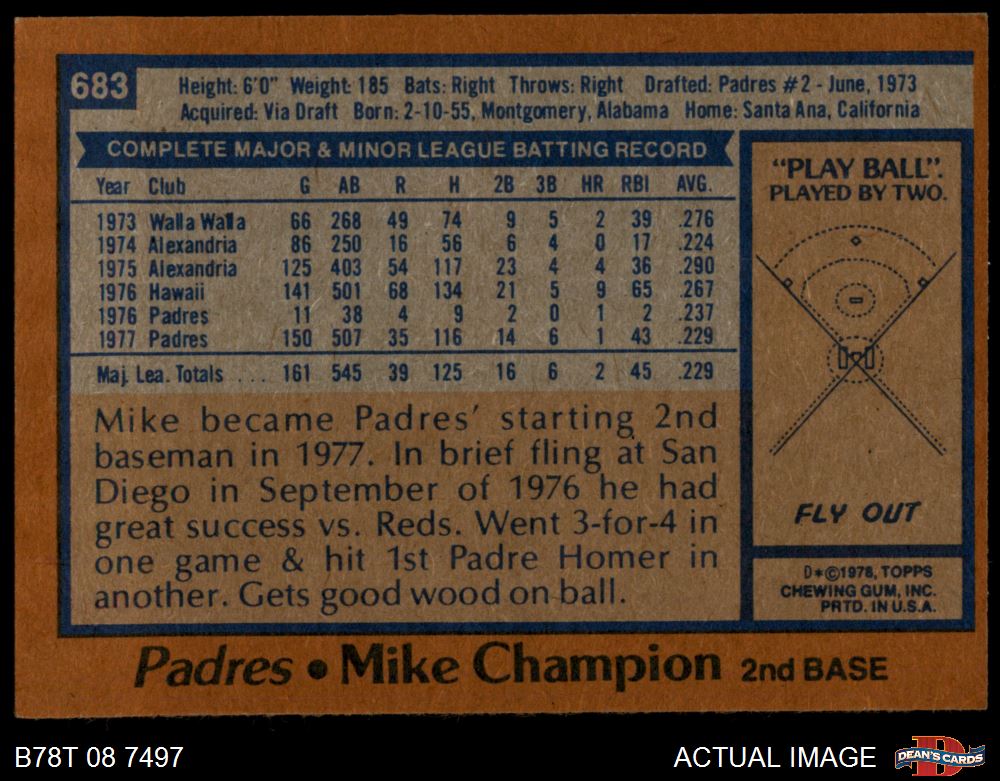 683
Height: 6'0" Weight: 185 Bats: Right Throws: Right Drafted: Padres #2 - June, 1973
Acquired: Via Draft Born: 2-10-55, Montgomery, Alabama Home: Santa Ana, California
COMPLETE MAJOR & MINOR LEAGUE BATTING RECORD
Year Club G AB R H 2B 3B HR RBI AVG.
1973 Walla Walla 66 268 49 74 9 5 2 39 .276
1974 Alexandria 86 250 16 56 6 4 0 17 .224
1975 Alexandria 125 403 54 117 23 4 4 36 .290
1976 Hawaii 141 501 68 134 21 5 9 65 .267
1976 Padres 11 38 4 9 2 0 1 2 .237
1977 Padres 150 507 35 116 14 6 1 43 .229
Maj. Lea. Totals ... 161 545 39 125 16 6 2 45 .229
Mike became Padres' starting 2nd
baseman in 1977. In brief fling at San
Diego in September of 1976 he had
great success vs. Reds. Went 3-for-4 in
one game & hit 1st Padre Homer in
another. Gets good wood on ball.
"PLAY BALL".
PLAYED BY TWO.
FLY OUT
D*©1978, TOPPS
CHEWING GUM, INC.
PRTD. IN U.S.A.
Padres • Mike Champion 2nd BASE
B78T 08 7497
ACTUAL IMAGE
D
DEAN'S CARDS